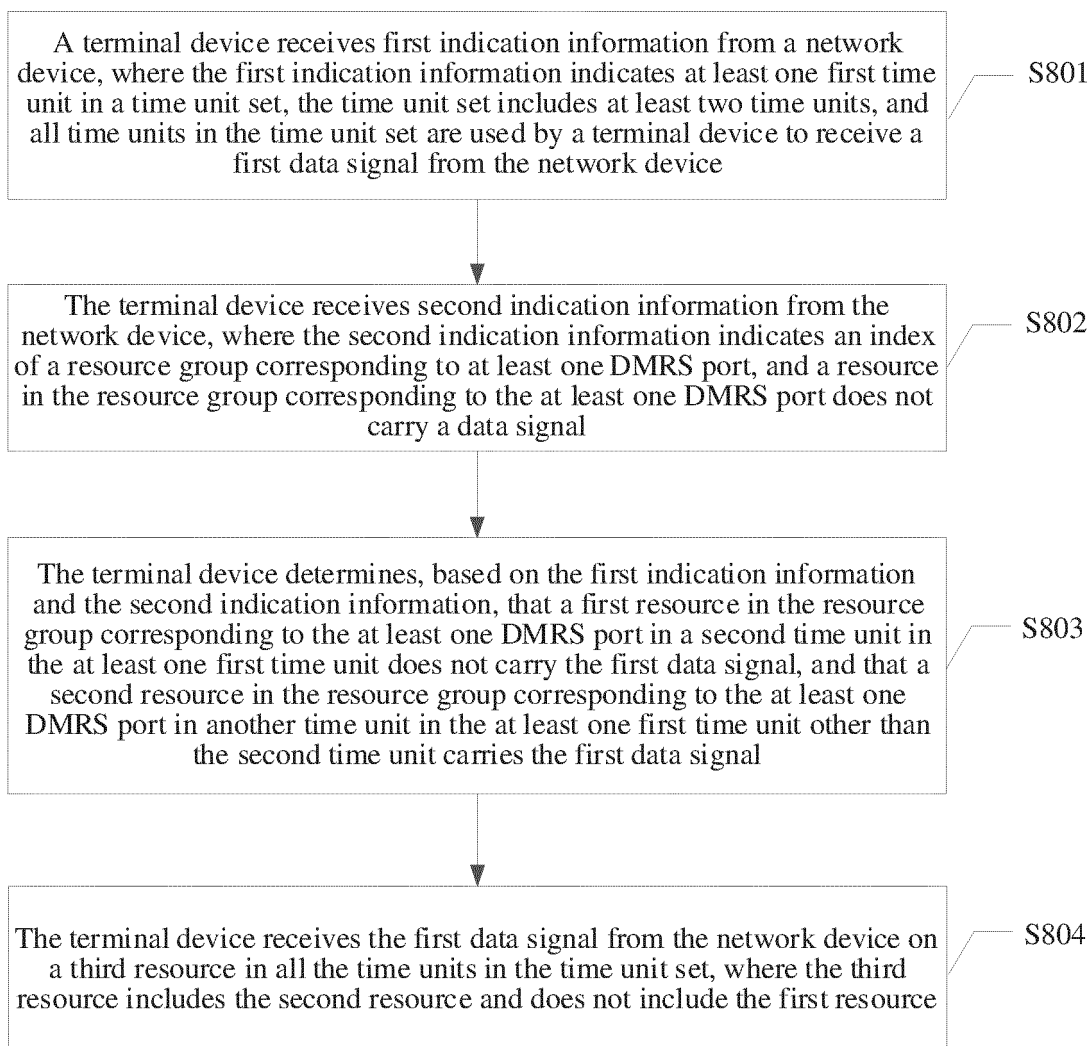 A terminal device receives first indication information from a network
device, where the first indication information indicates at least one first time
unit in a time unit set, the time unit set includes at least two time units, and
all time units in the time unit set are used by a terminal device to receive a
first data signal from the network device
S801
The terminal device receives second indication information from the
network device, where the second indication information indicates an index
of a resource group corresponding to at least one DMRS port, and a resource
in the resource group corresponding to the at least one DMRS port does not
carry a data signal
S802
The terminal device determines, based on the first indication information
and the second indication information, that a first resource in the resource
group corresponding to the at least one DMRS port in a second time unit in
the at least one first time unit does not carry the first data signal, and that a
second resource in the resource group corresponding to the at least one
DMRS port in another time unit in the at least one first time unit other than
the second time unit carries the first data signal
S803
The terminal device receives the first data signal from the network device on
a third resource in all the time units in the time unit set, where the third
resource includes the second resource and does not include the first resource
S804